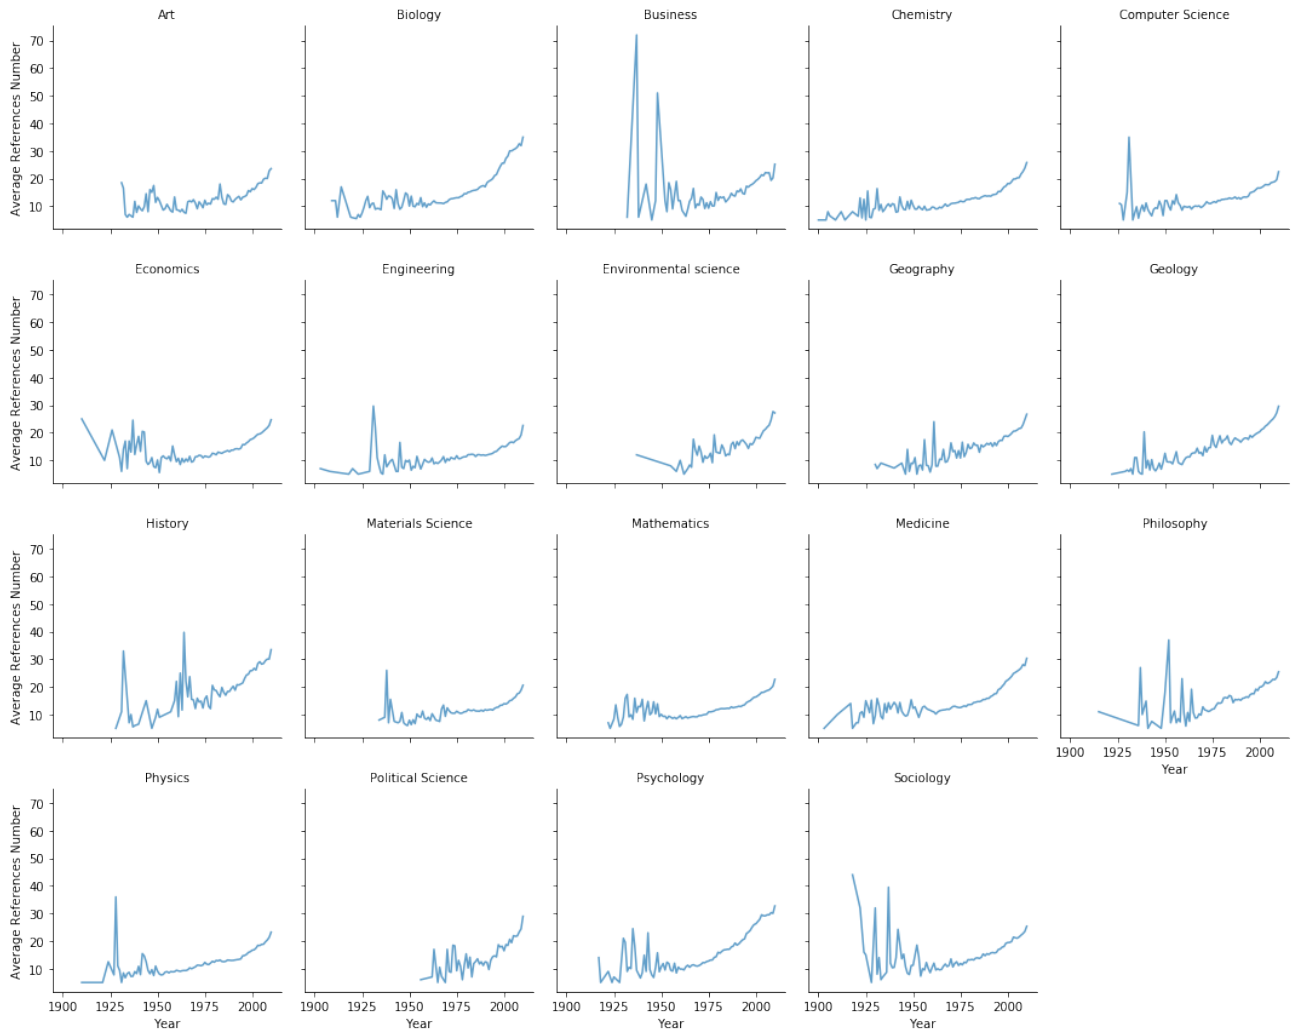 Art Biology Business Chemistry Computer Science
Average References Number
70
60
50
40
30
20
10
Economics Engineering Environmental science Geography Geology
Average References Number
70
60
50
40
30
20
10
History Materials Science Mathematics Medicine Philosophy
Average References Number
70
60
50
40
30
20
10
1900 1925 1950 1975 2000
Year
Physics Political Science Psychology Sociology
Average References Number
70
60
50
40
30
20
10
1900 1925 1950 1975 2000 1900 1925 1950 1975 2000 1900 1925 1950 1975 2000 1900 1925 1950 1975 2000
Year Year Year Year